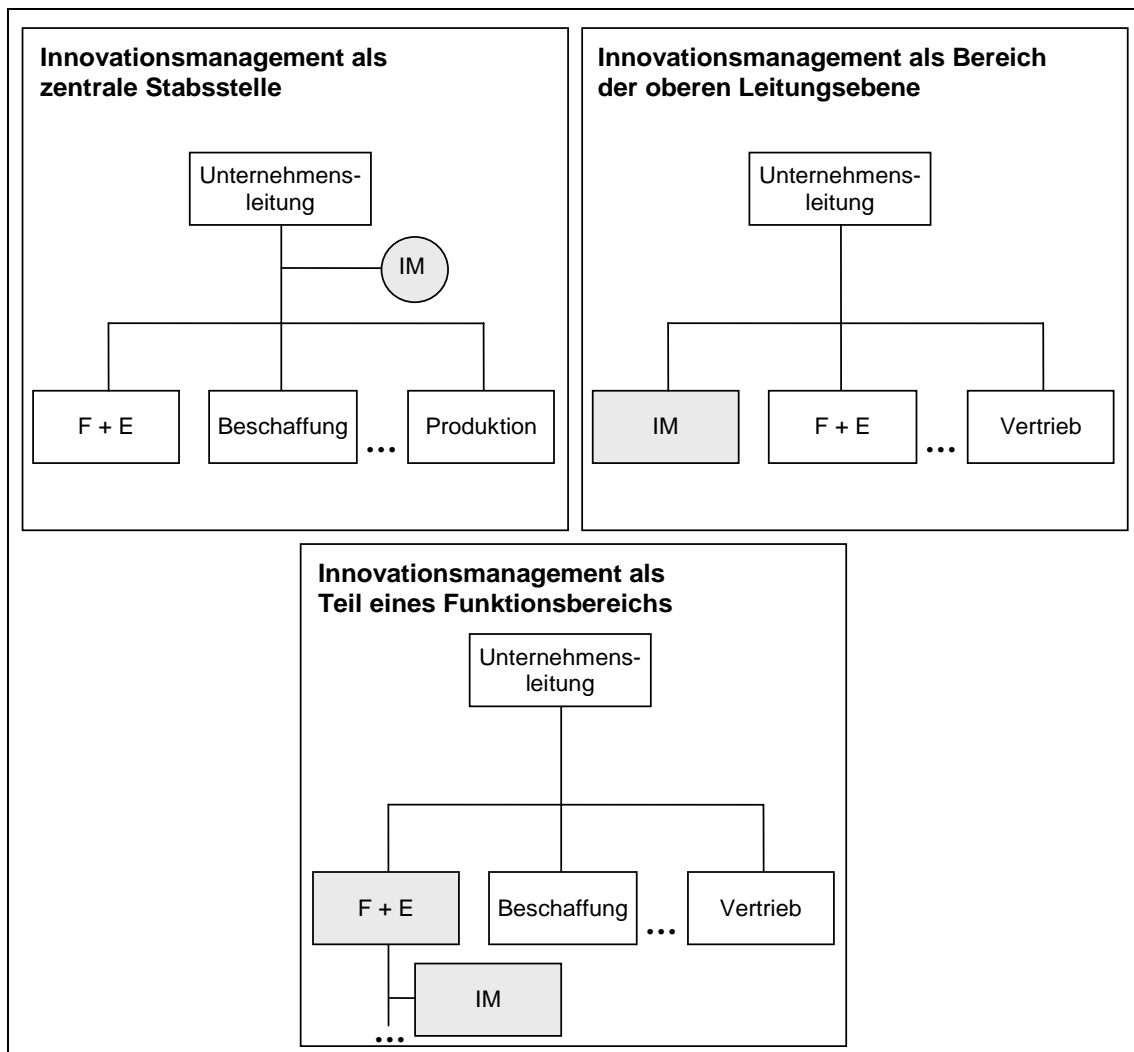 Innovationsmanagement als
zentrale Stabsstelle
Unternehmens-
leitung
IM
F + E
Beschaffung
...
Produktion
Innovationsmanagement als Bereich
der oberen Leitungsebene
Unternehmens-
leitung
IM
F + E
...
Vertrieb
Innovationsmanagement als
Teil eines Funktionsbereichs
Unternehmens-
leitung
F + E
Beschaffung
...
Vertrieb
IM
...